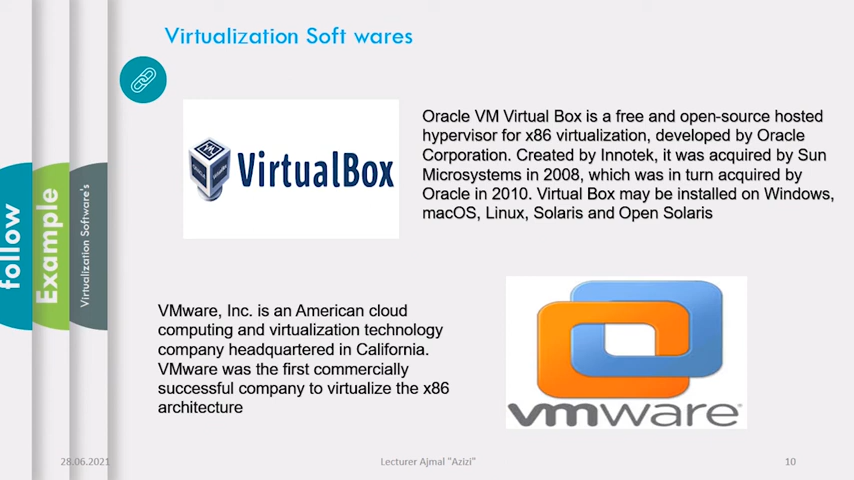 Virtualization Soft wares
VirtualBox
Oracle VM Virtual Box is a free and open-source hosted
hypervisor for x86 virtualization, developed by Oracle
Corporation. Created by Innotek, it was acquired by Sun
Microsystems in 2008, which was in turn acquired by
Oracle in 2010. Virtual Box may be installed on Windows,
macOS, Linux, Solaris and Open Solaris
follow
Example
Virtualization Software's
VMware, Inc. is an American cloud
computing and virtualization technology
company headquartered in California.
VMware was the first commercially
successful company to virtualize the x86
architecture
vmware
28.06.2021
Lecturer Ajmal "Azizi"
10